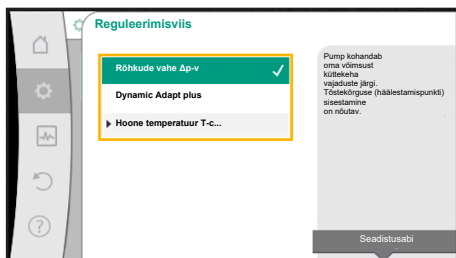 Reguleerimisviis
Rõhkude vahe Δp-v
Dynamic Adapt plus
Hoone temperatuur T-c...
Pump kohandab
oma võimsust
küttekeha
vajaduste järgi.
Tõstekõrguse (häälestamispunkti)
sisestamine
on nõutav.
Seadistusabi